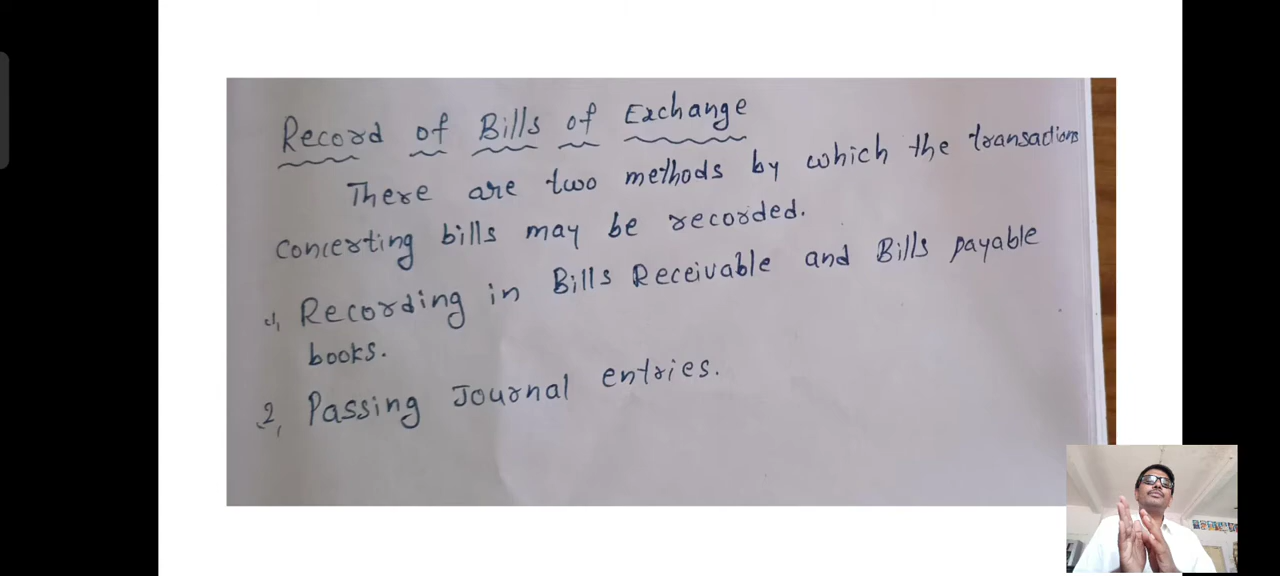 Record of Bills of Exchange
There are two methods by which the transactions
concerting bills may be recorded.
1, Recording in Bills Receivable and Bills payable
books.
2, Passing Journal entries.